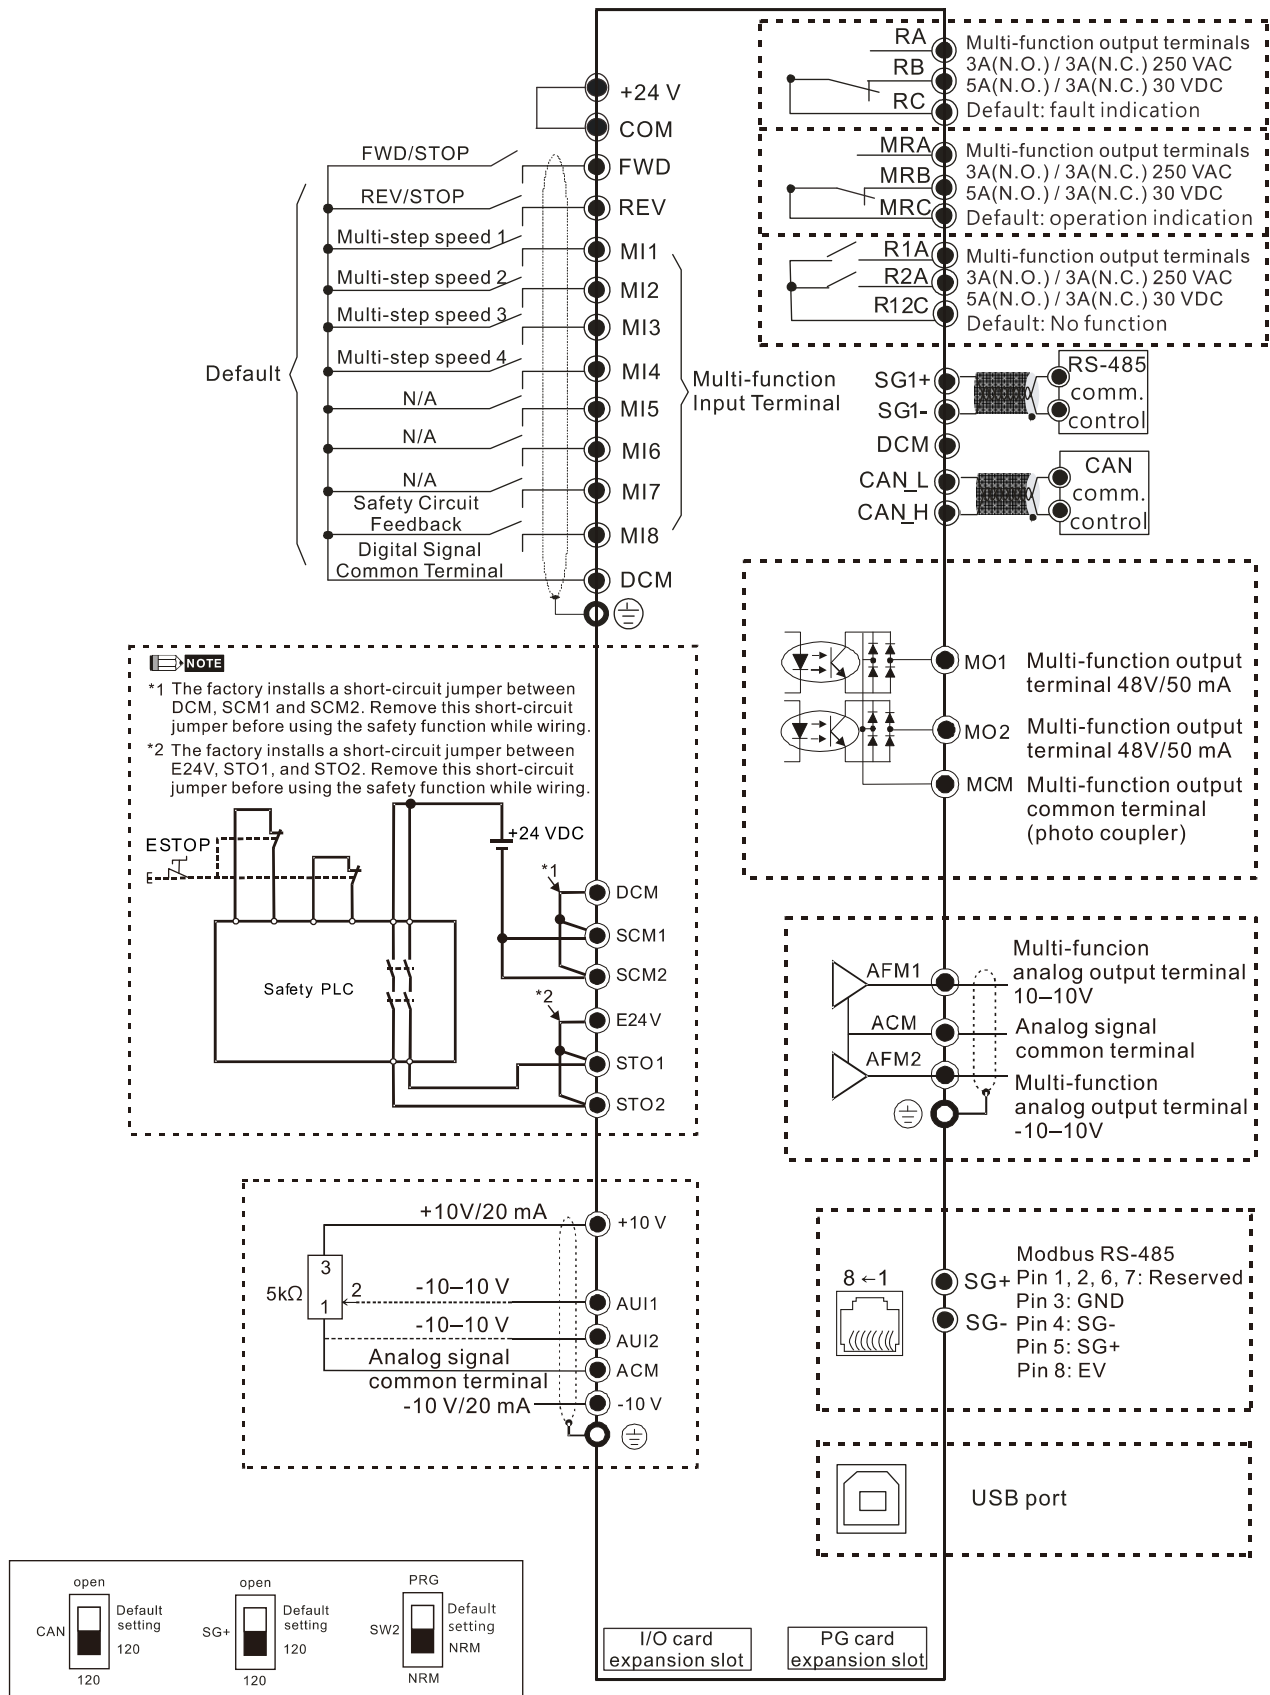 +24 V
COM
FWD/STOP
FWD
REV/STOP
REV
Multi-step speed 1
MI1
Multi-step speed 2
MI2
Multi-step speed 3
MI3
Multi-step speed 4
MI4
N/A
MI5
N/A
MI6
N/A
MI7
Safety Circuit
Feedback
MI8
Digital Signal
Common Terminal
DCM
Default
Multi-function
Input Terminal
RA
RB
RC
Multi-function output terminals
3A(N.O.) / 3A(N.C.) 250 VAC
5A(N.O.) / 3A(N.C.) 30 VDC
Default: fault indication
MRA
MRB
MRC
Multi-function output terminals
3A(N.O.) / 3A(N.C.) 250 VAC
5A(N.O.) / 3A(N.C.) 30 VDC
Default: operation indication
R1A
R2A
R12C
Multi-function output terminals
3A(N.O.) / 3A(N.C.) 250 VAC
5A(N.O.) / 3A(N.C.) 30 VDC
Default: No function
SG1+
SG1-
RS-485
comm.
control
DCM
CAN_L
CAN_H
CAN
comm.
control
MO1
Multi-function output
terminal 48V/50 mA
MO2
Multi-function output
terminal 48V/50 mA
MCM
Multi-function output
common terminal
(photo coupler)
NOTE
*1 The factory installs a short-circuit jumper between
DCM, SCM1 and SCM2. Remove this short-circuit
jumper before using the safety function while wiring.
*2 The factory installs a short-circuit jumper between
E24V, STO1, and STO2. Remove this short-circuit
jumper before using the safety function while wiring.
ESTOP
+24 VDC
*1
DCM
SCM1
SCM2
Safety PLC
*2
E24V
STO1
STO2
AFM1
Multi-funcion
analog output terminal
10–10V
ACM
Analog signal
common terminal
AFM2
Multi-function
analog output terminal
-10–10V
+10V/20 mA
+10 V
3
5kΩ
1
2
-10–10 V
AUI1
-10–10 V
AUI2
Analog signal
common terminal
ACM
-10 V/20 mA
-10 V
8←1
SG+
SG-
Modbus RS-485
Pin 1, 2, 6, 7: Reserved
Pin 3: GND
Pin 4: SG-
Pin 5: SG+
Pin 8: EV
USB port
open
CAN
Default
setting
120
120
open
SG+
Default
setting
120
120
PRG
SW2
Default
setting
NRM
NRM
I/O card
expansion slot
PG card
expansion slot